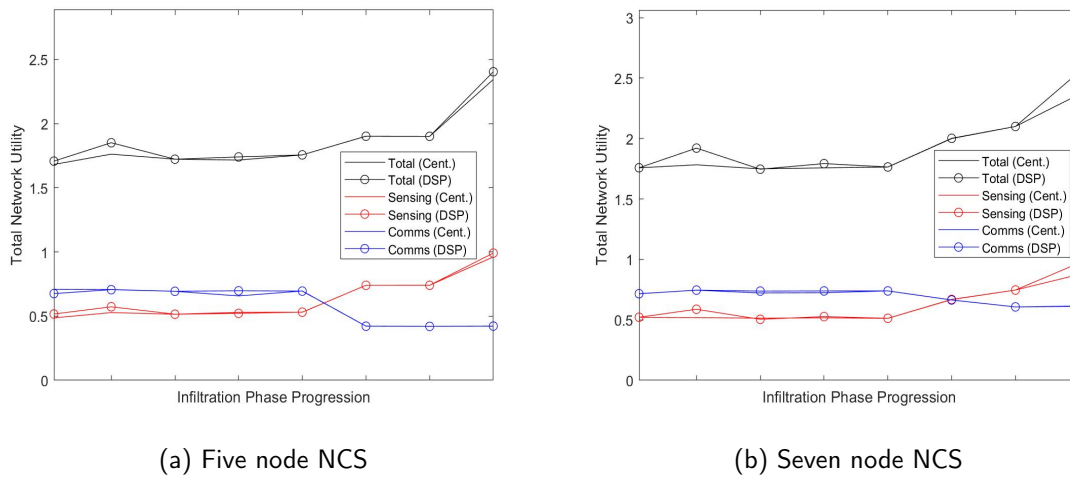 Total Network Utility
2.5
2
1.5
1
0.5
0
Total (Cent.)
Total (DSP)
Sensing (Cent.)
Sensing (DSP)
Comms (Cent.)
Comms (DSP)
Infiltration Phase Progression
(a) Five node NCS
Total Network Utility
3
2.5
2
1.5
1
0.5
0
Total (Cent.)
Total (DSP)
Sensing (Cent.)
Sensing (DSP)
Comms (Cent.)
Comms (DSP)
Infiltration Phase Progression
(b) Seven node NCS